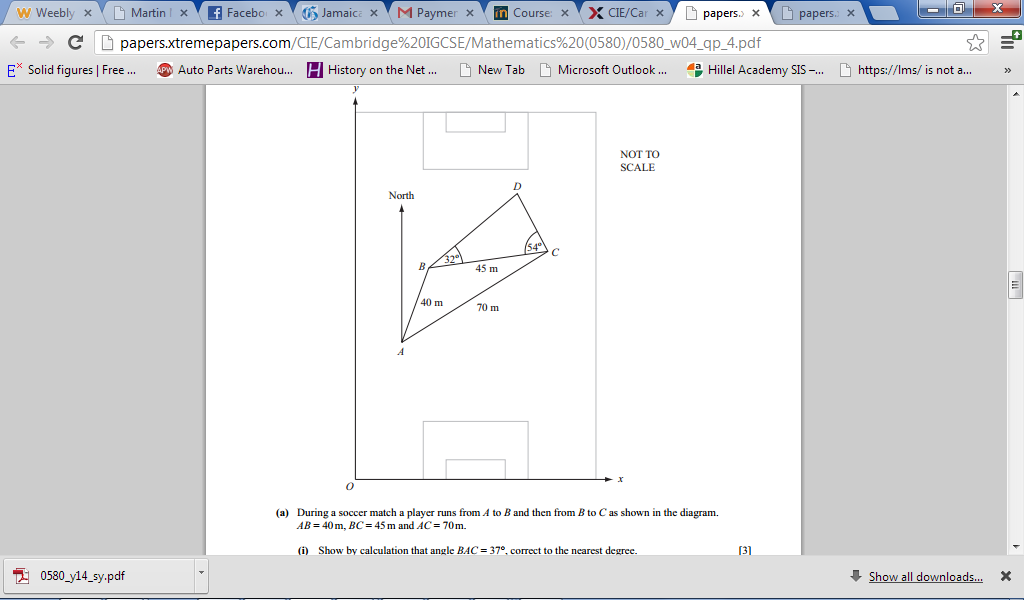 Weekly
Martin
Facebo
Jamaica
Paymen
Course
CIE/Car
papers.
papers.
papers.xtremepapers.com/CIE/Cambridge%20IGCSE/Mathematics%20(0580)/0580_w04_qp_4.pdf
Solid figures | Free ...
Auto Parts Warehou...
History on the Net ...
New Tab
Microsoft Outlook ...
Hillel Academy SIS –...
https://lms/ is not a...
»
y
NOT TO
SCALE
North
D
54°
C
B
32°
45 m
40 m
70 m
A
O
x
(a) During a soccer match a player runs from A to B and then from B to C as shown in the diagram.
AB = 40 m, BC = 45 m and AC = 70 m.
(i) Show by calculation that angle BAC = 37°, correct to the nearest degree. [3]
0580_y14_sy.pdf
Show all downloads...